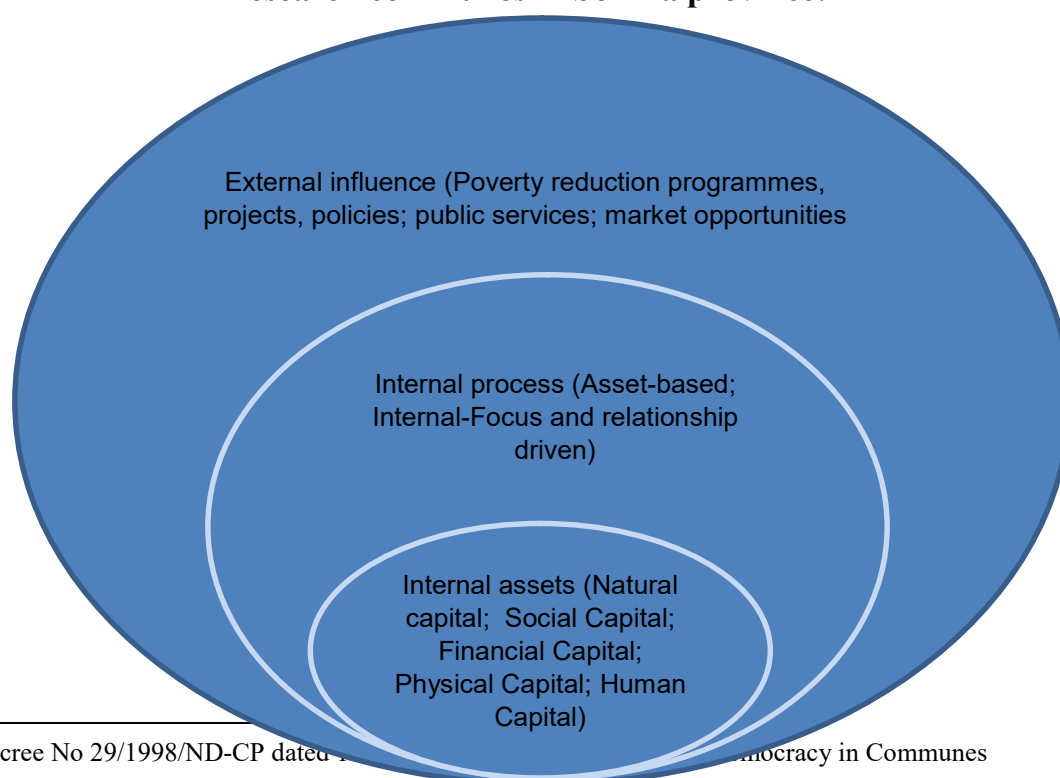 External influence (Poverty reduction programmes,
projects, policies; public services; market opportunities
Internal process (Asset-based;
Internal-Focus and relationship
driven)
Internal assets (Natural
capital; Social Capital;
Financial Capital;
Physical Capital; Human
Capital)
No 29/1998/ND-CP dated in Communes